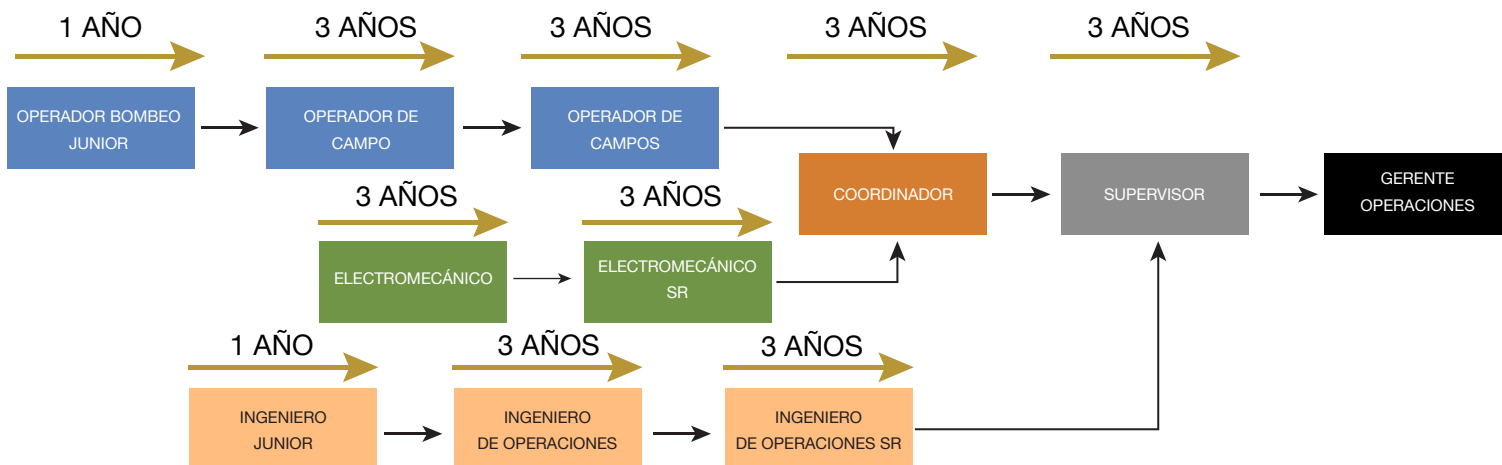 1 AÑO
3 AÑOS
3 AÑOS
3 AÑOS
3 AÑOS
OPERADOR BOMBEO
JUNIOR
OPERADOR DE
CAMPO
OPERADOR DE
CAMPOS
COORDINADOR
SUPERVISOR
GERENTE
OPERACIONES
3 AÑOS
3 AÑOS
ELECTROMECÁNICO
ELECTROMECÁNICO
SR
1 AÑO
3 AÑOS
3 AÑOS
INGENIERO
JUNIOR
INGENIERO
DE OPERACIONES
INGENIERO
DE OPERACIONES SR